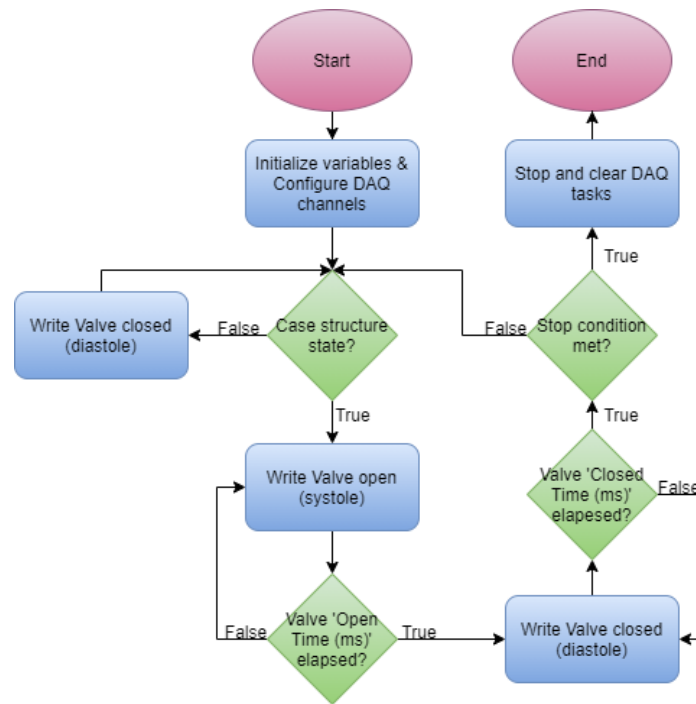 Start
End
Initialize variables &
Configure DAQ
channels
Stop and clear DAQ
tasks
True
Write Valve closed
(diastole)
False
Case structure
state?
False
Stop condition
met?
True
True
Write Valve open
(systole)
Valve 'Closed
Time (ms)'
elapesed?
False
False
Valve 'Open
Time (ms)'
elapsed?
True
Write Valve closed
(diastole)